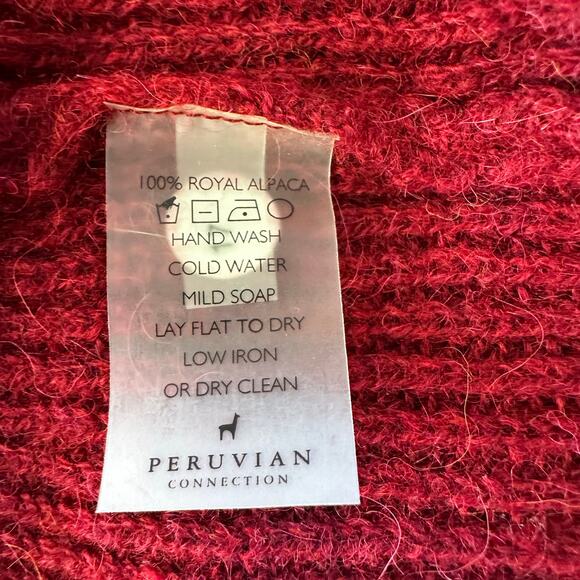 100% ROYAL ALPACA
HAND WASH
COLD WATER
MILD SOAP
LAY FLAT TO DRY
LOW IRON
OR DRY CLEAN
PERUVIAN
CONNECTION